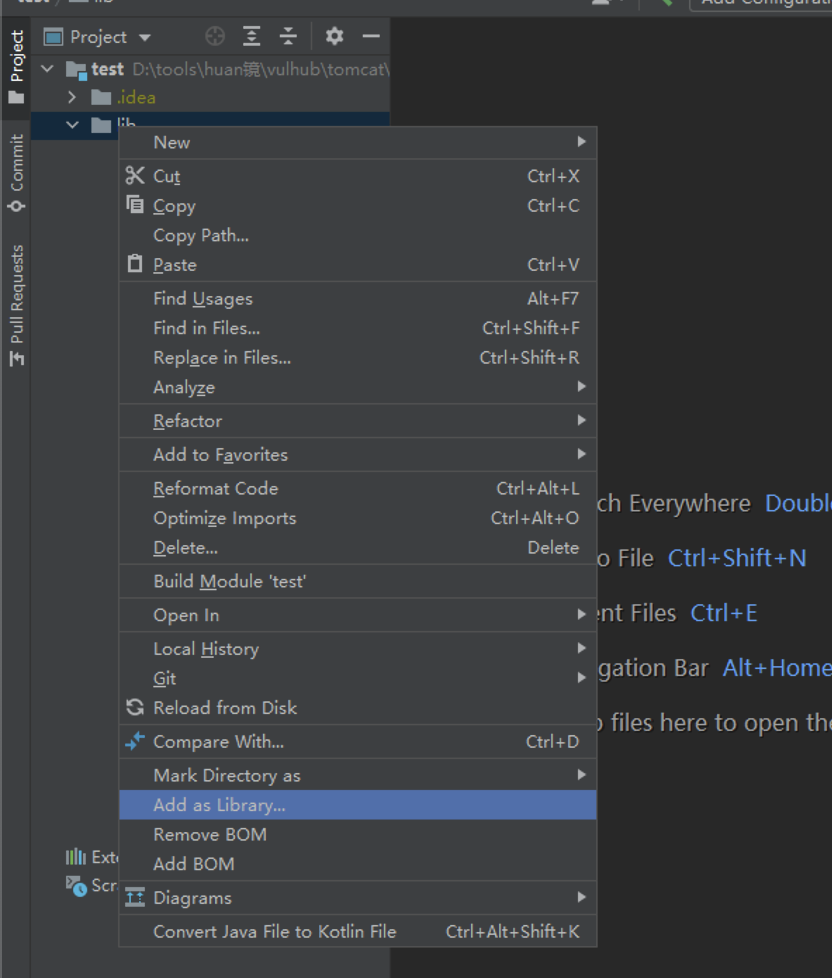 Project
Commit
Pull Requests
Project
test D:\tools\huan镜\vulhub\tomcat\
.idea
lib
New
Cut Ctrl+X
Copy Ctrl+C
Copy Path...
Paste Ctrl+V
Find Usages Alt+F7
Find in Files... Ctrl+Shift+F
Replace in Files... Ctrl+Shift+R
Analyze
Refactor
Add to Favorites
Reformat Code Ctrl+Alt+L
Optimize Imports Ctrl+Alt+O
Delete... Delete
Build Module 'test'
Open In
Local History
Git
Reload from Disk
Compare With... Ctrl+D
Mark Directory as
Add as Library...
Remove BOM
Add BOM
Diagrams
Convert Java File to Kotlin File Ctrl+Alt+Shift+K
ch Everywhere Doubl
o File Ctrl+Shift+N
ent Files Ctrl+E
gation Bar Alt+Home
files here to open the
Exte
Scr